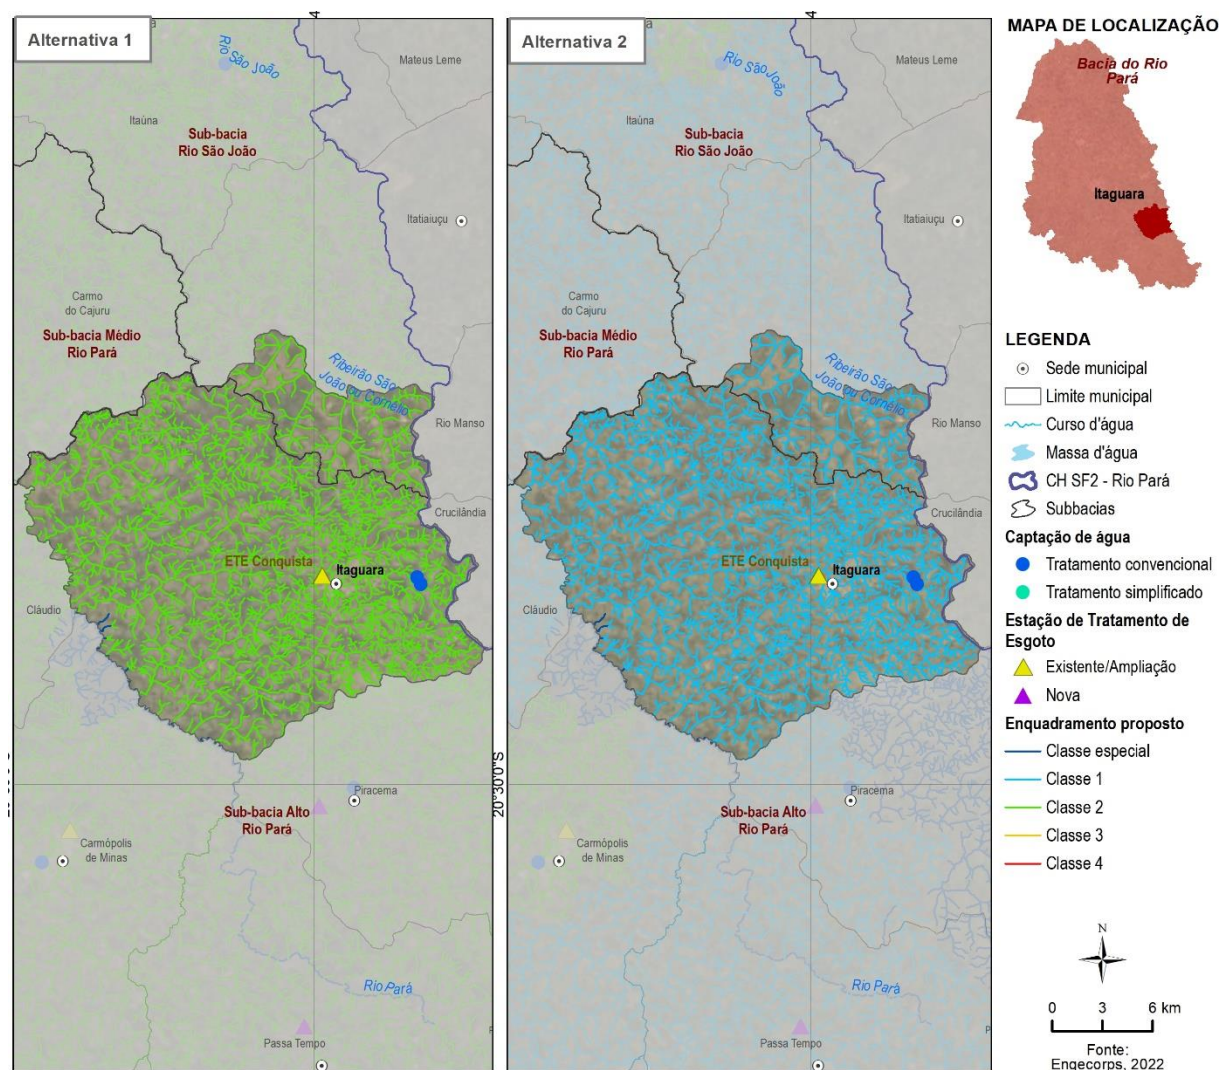 Alternativa 1
4
Rio São João
Mateus Leme
Itaúna
Sub-bacia
Rio São João
Itatiaiuçu
Carmo
do Cajuru
Sub-bacia Médio
Rio Pará
Ribeirão São
João ou Cornélio
Rio Manso
Crucilândia
ETE Conquista
Itaguara
Cláudio
Piracema
Sub-bacia Alto
Rio Pará
Carmópolis
de Minas
Rio Pará
Passa Tempo
Alternativa 2
4
Rio São João
Mateus Leme
Itaúna
Sub-bacia
Rio São João
Itatiaiuçu
Carmo
do Cajuru
Sub-bacia Médio
Rio Pará
Ribeirão São
João ou Cornélio
Rio Manso
Crucilândia
ETE Conquista
Itaguara
Cláudio
20°30'0"S
Piracema
Sub-bacia Alto
Rio Pará
Carmópolis
de Minas
Rio Pará
Passa Tempo
MAPA DE LOCALIZAÇÃO
Bacia do Rio
Pará
Itaguara
LEGENDA
Sede municipal
Limite municipal
Curso d'água
Massa d'água
CH SF2 - Rio Pará
Subbacias
Captação de água
Tratamento convencional
Tratamento simplificado
Estação de Tratamento de
Esgoto
Existente/Ampliação
Nova
Enquadramento proposto
Classe especial
Classe 1
Classe 2
Classe 3
Classe 4
N
0 3 6 km
Fonte:
Engecorps, 2022